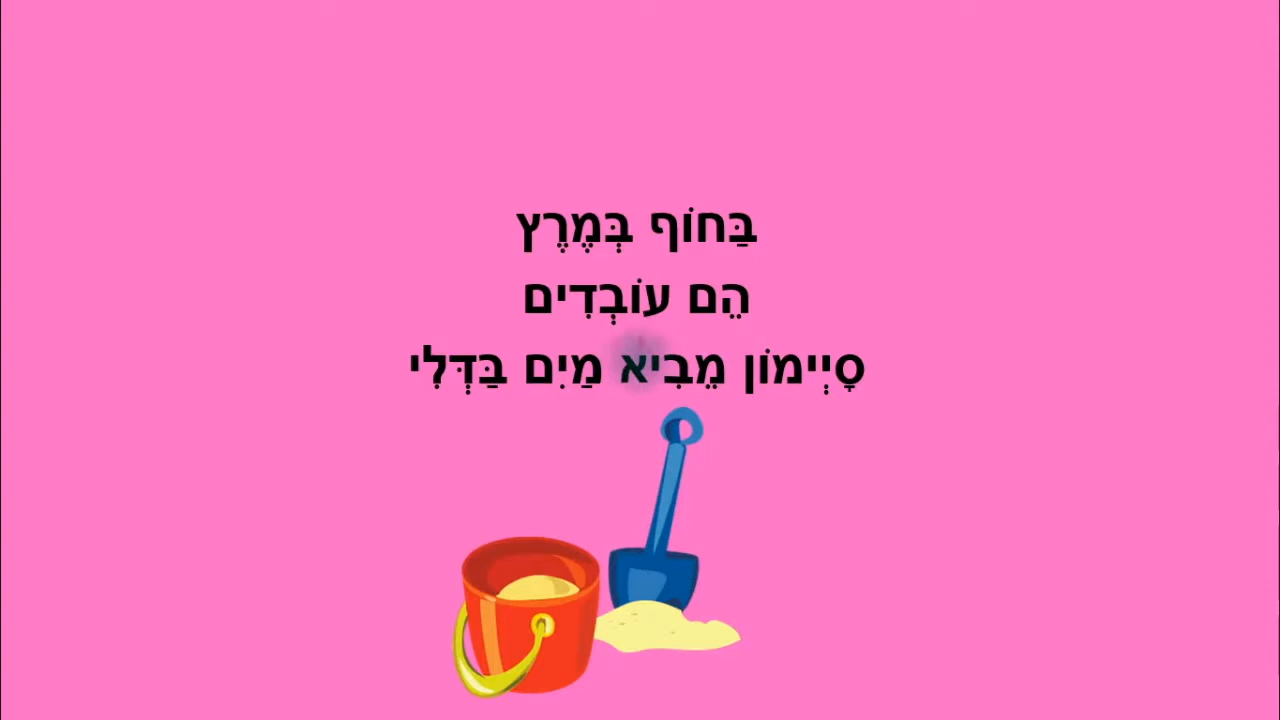 בַּחוֹף בְּמֶרֶץ
הֵם עוֹבְדִים
סָיְימוֹן מֵבִיא מַיִם בַּדְּלִי